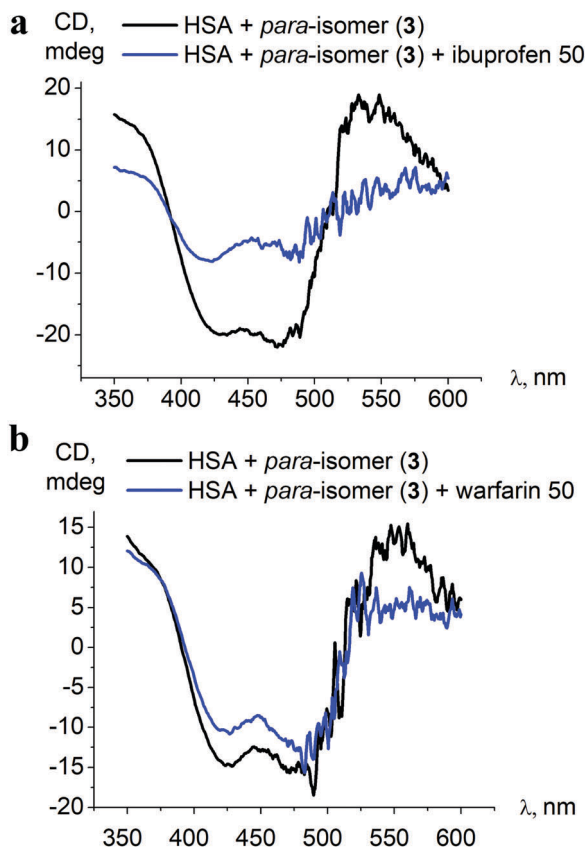 a
CD,
mdeg
HSA + para-isomer (3)
HSA + para-isomer (3) + ibuprofen 50
20
10
0
-10
-20
350 400 450 500 550 600
λ, nm
b
CD,
mdeg
HSA + para-isomer (3)
HSA + para-isomer (3) + warfarin 50
15
10
5
0
-5
-10
-15
-20
350 400 450 500 550 600
λ, nm